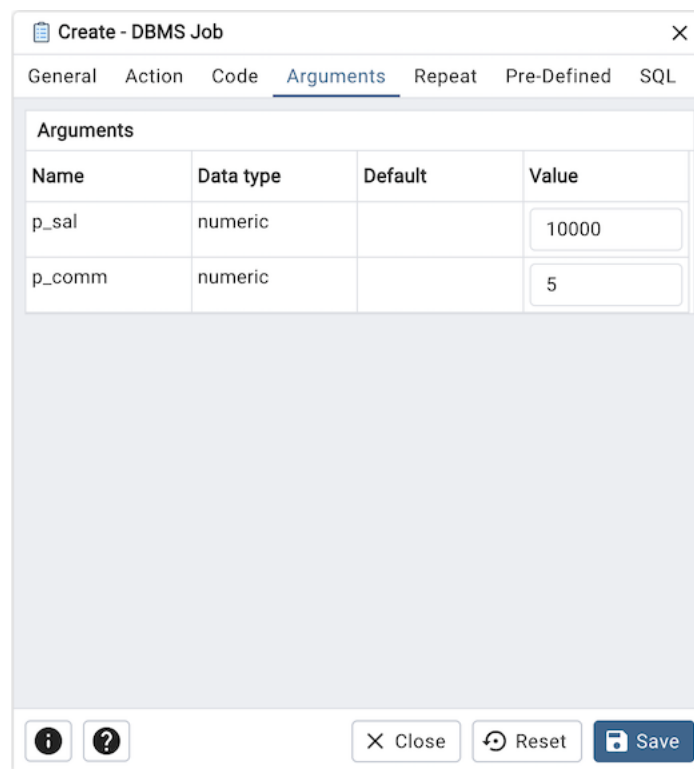 Create - DBMS Job
General Action Code Arguments Repeat Pre-Defined SQL
Arguments
Name Data type Default Value
p_sal numeric 10000
p_comm numeric 5
Close Reset Save